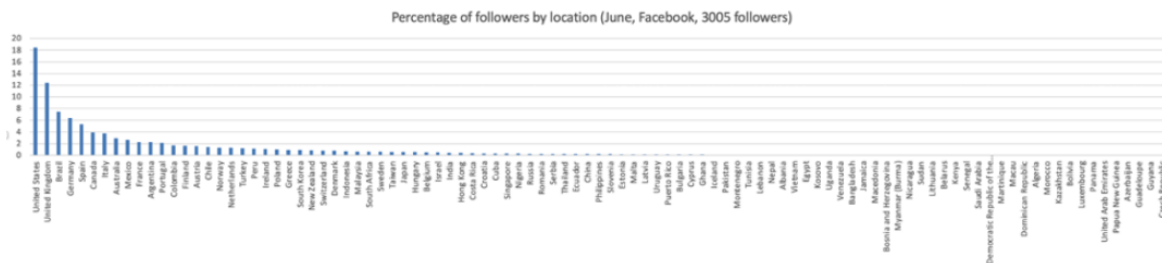 Percentage of followers by location (June, Facebook, 3005 followers)
20
18
16
14
12
10
8
6
4
2
0
United States
United Kingdom
Brazil
Germany
Spain
Canada
Italy
Australia
Mexico
France
Argentina
Portugal
Colombia
Finland
Austria
Chile
Norway
Netherlands
Turkey
Peru
Ireland
Poland
Greece
South Korea
New Zealand
Switzerland
Denmark
Indonesia
Malaysia
South Africa
Sweden
Taiwan
Japan
Hungary
Belgium
Israel
India
Hong Kong
Costa Rica
Croatia
Cuba
Singapore
Nigeria
Russia
Romania
Serbia
Thailand
Ecuador
China
Philippines
Slovenia
Estonia
Malta
Latvia
Uruguay
Puerto Rico
Bulgaria
Cyprus
Ghana
Iceland
Pakistan
Montenegro
Tunisia
Lebanon
Nepal
Albania
Vietnam
Egypt
Kosovo
Uganda
Venezuela
Bangladesh
Jamaica
Macedonia
Bosnia and Herzegovina
Myanmar (Burma)
Nicaragua
Sudan
Lithuania
Belarus
Kenya
Senegal
Saudi Arabia
Democratic Republic of the...
Martinique
Macau
Dominican Republic
Algeria
Morocco
Kazakhstan
Bolivia
Luxembourg
Panama
United Arab Emirates
Papua New Guinea
Azerbaijan
Guadeloupe
Guyana